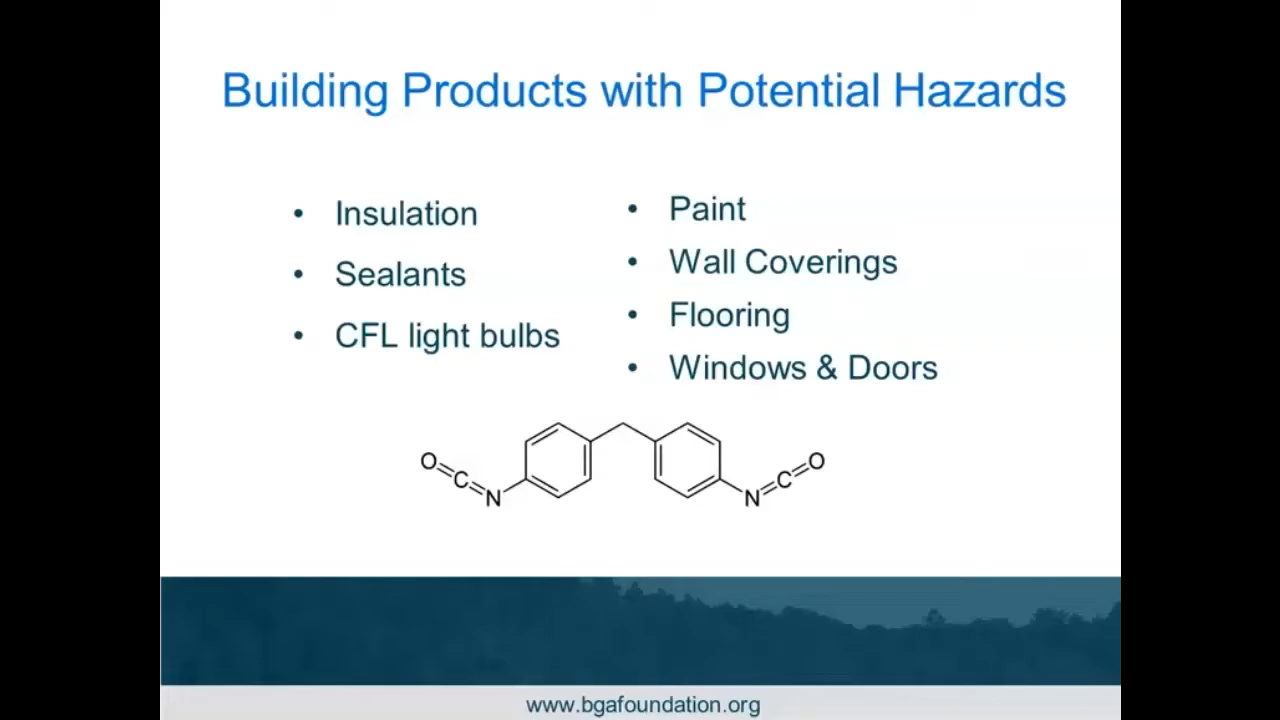 Building Products with Potential Hazards
• Insulation
• Sealants
• CFL light bulbs
• Paint
• Wall Coverings
• Flooring
• Windows & Doors
O C N N C O
www.bgafoundation.org